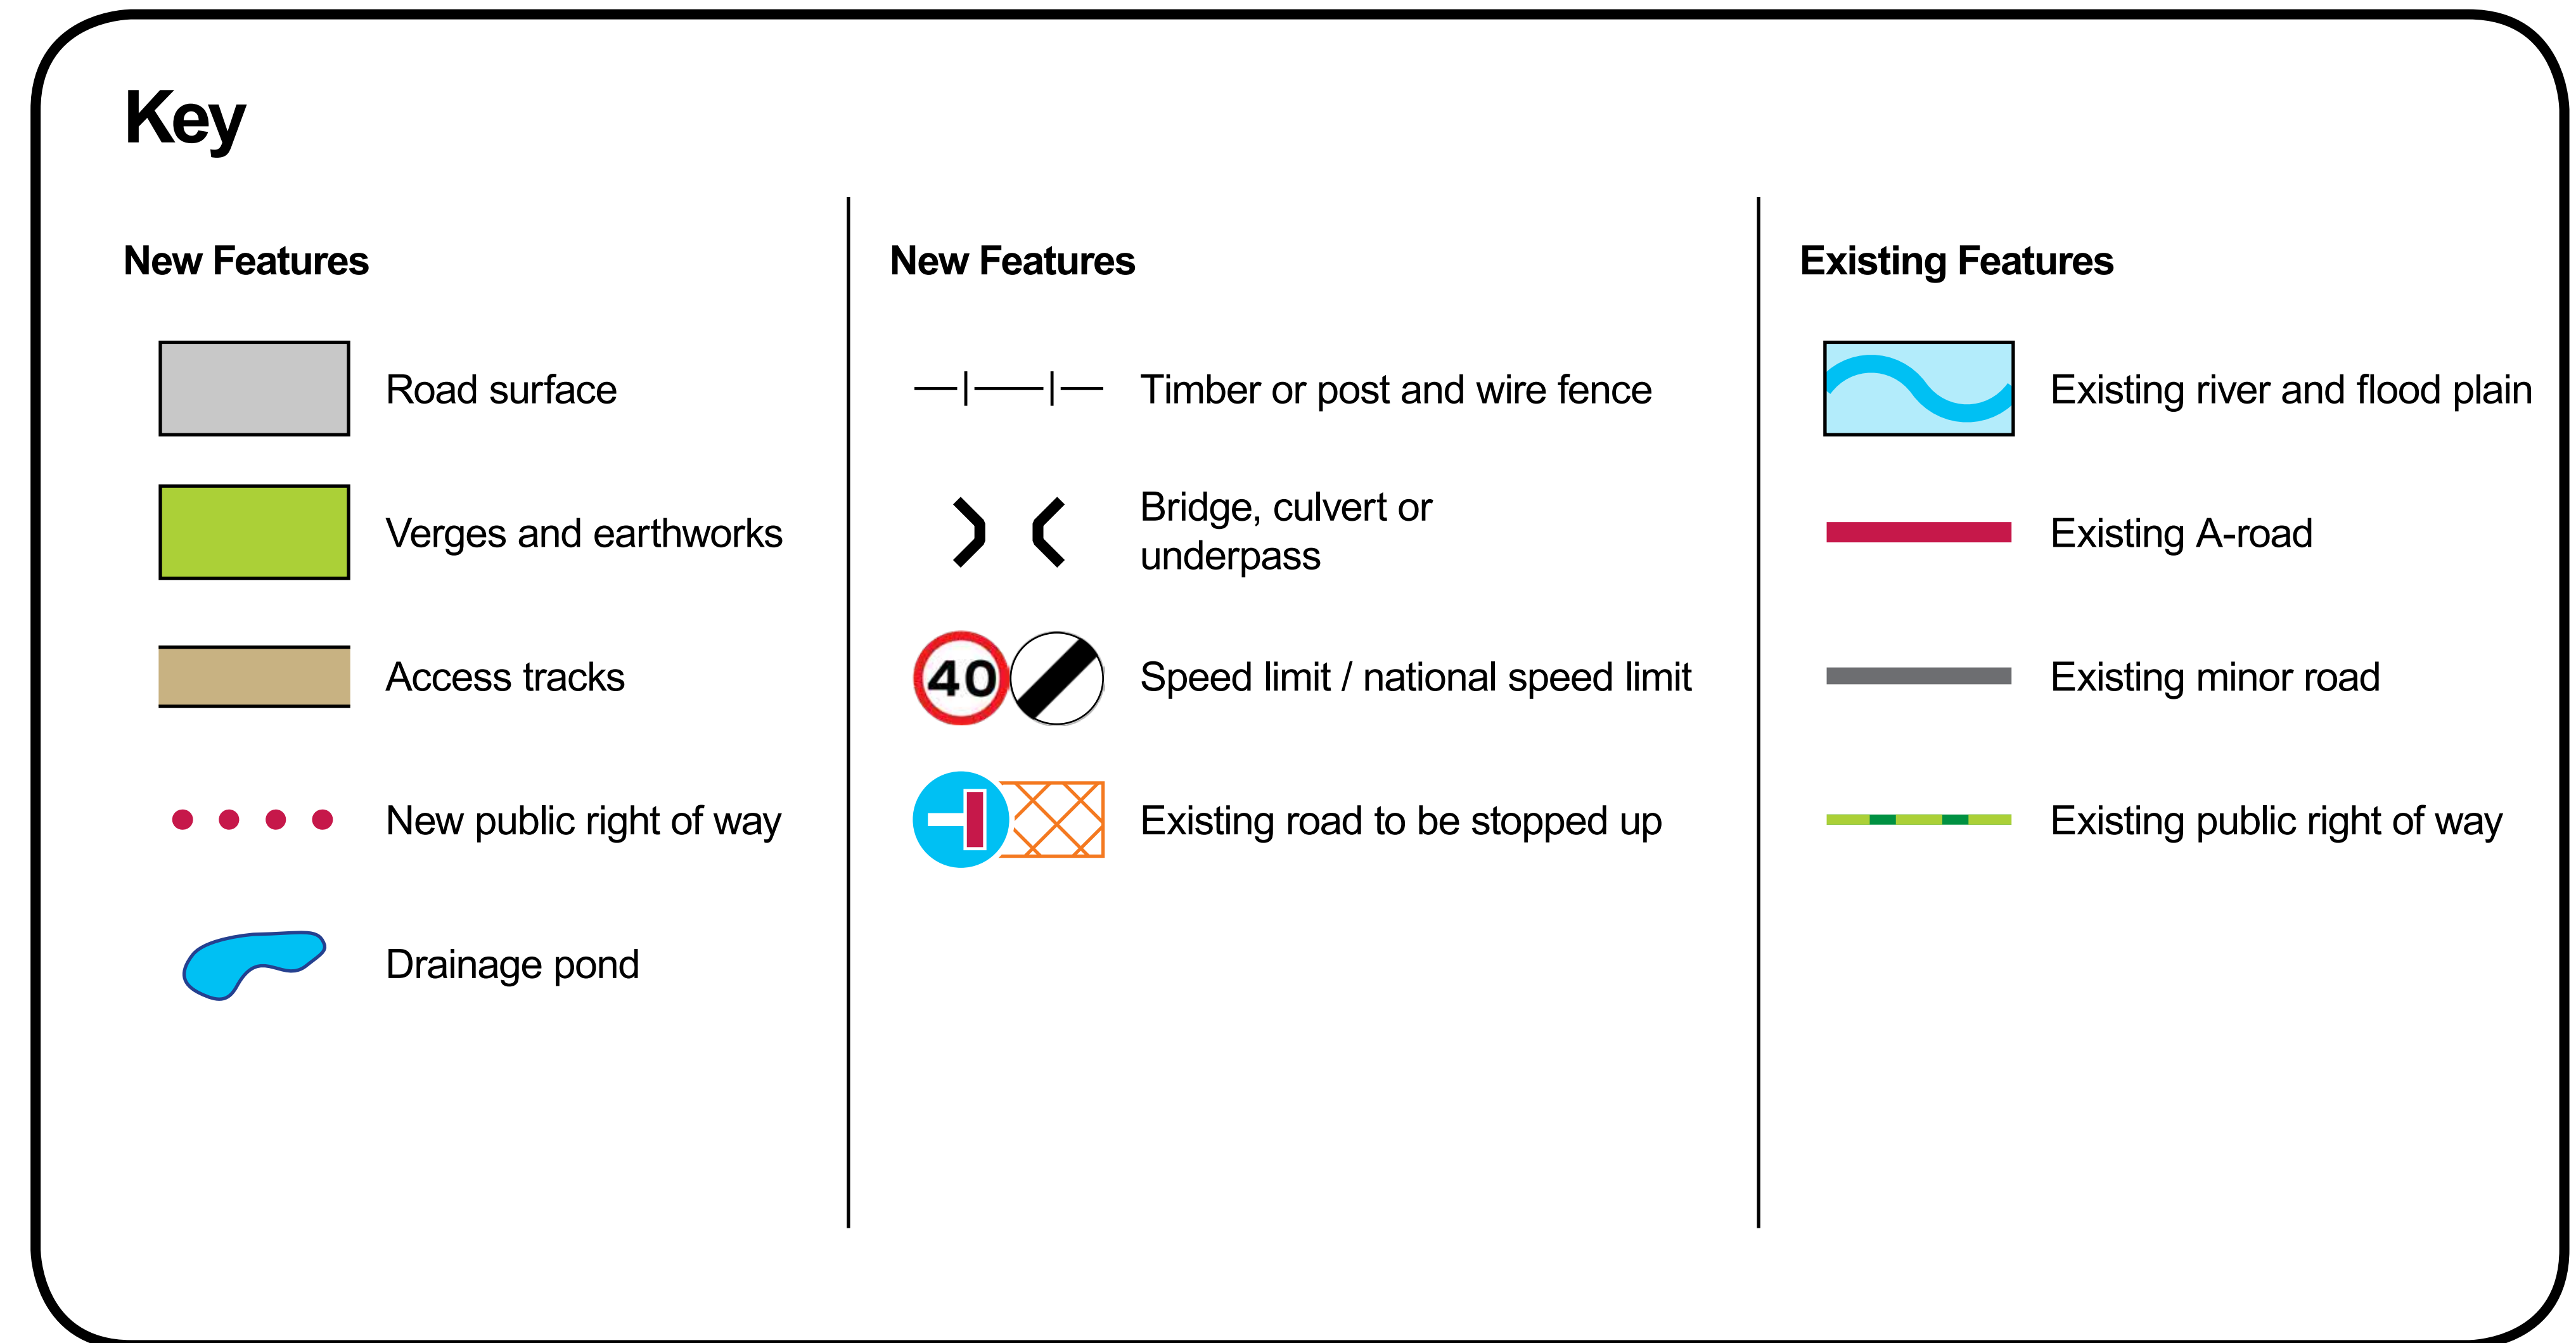 Key
New Features
Road surface
Verges and earthworks
Access tracks
New public right of way
Drainage pond
New Features
Timber or post and wire fence
Bridge, culvert or
underpass
40
Speed limit / national speed limit
Existing road to be stopped up
Existing Features
Existing river and flood plain
Existing A-road
Existing minor road
Existing public right of way